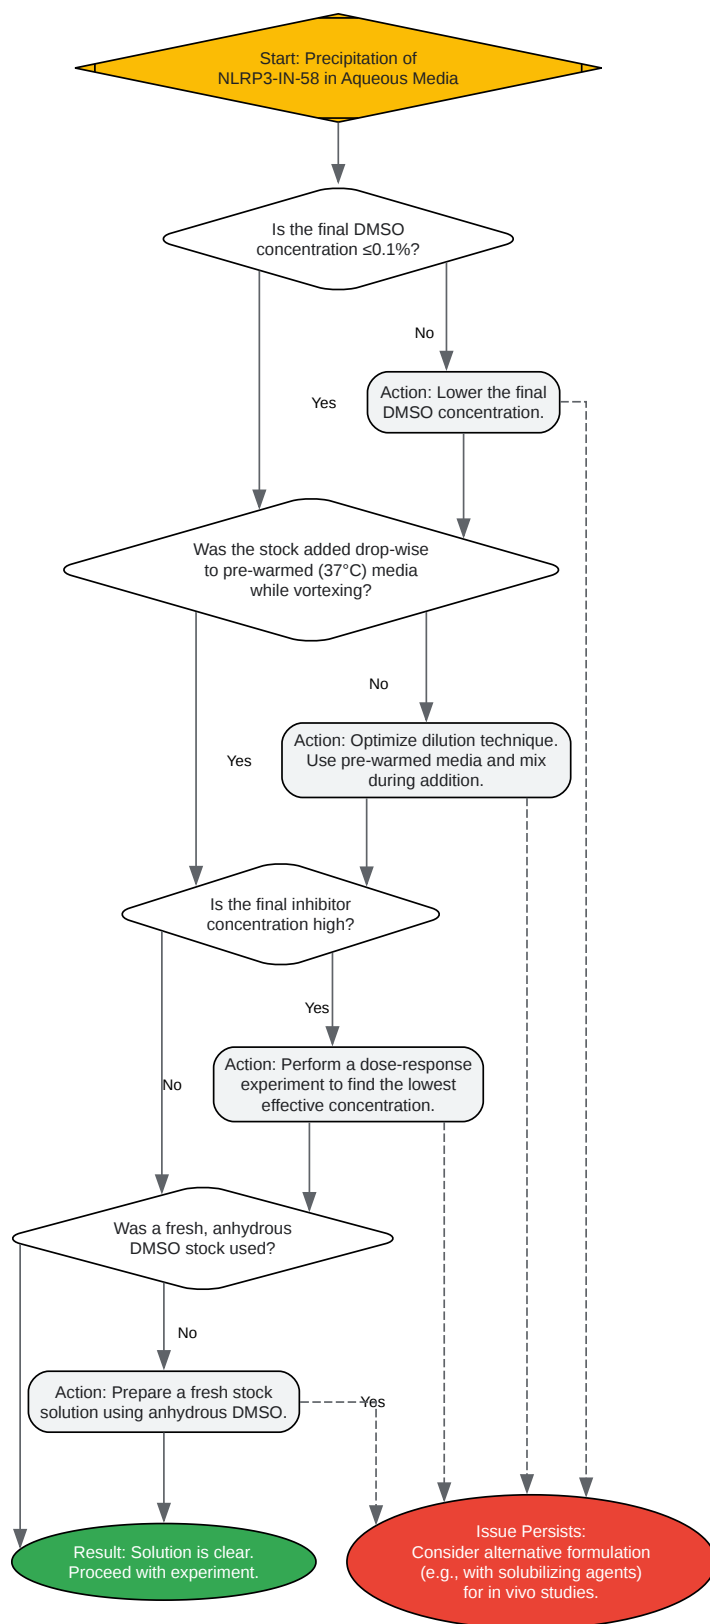 Start: Precipitation of
NLRP3-IN-58 in Aqueous Media
Is the final DMSO
concentration ≤0.1%?
No
Yes
Action: Lower the final
DMSO concentration.
Was the stock added drop-wise
to pre-warmed (37°C) media
while vortexing?
No
Yes
Action: Optimize dilution technique.
Use pre-warmed media and mix
during addition.
Is the final inhibitor
concentration high?
Yes
No
Action: Perform a dose-response
experiment to find the lowest
effective concentration.
Was a fresh, anhydrous
DMSO stock used?
No
Action: Prepare a fresh stock
solution using anhydrous DMSO.
Yes
Result: Solution is clear.
Proceed with experiment.
Issue Persists:
Consider alternative formulation
(e.g., with solubilizing agents)
for in vivo studies.